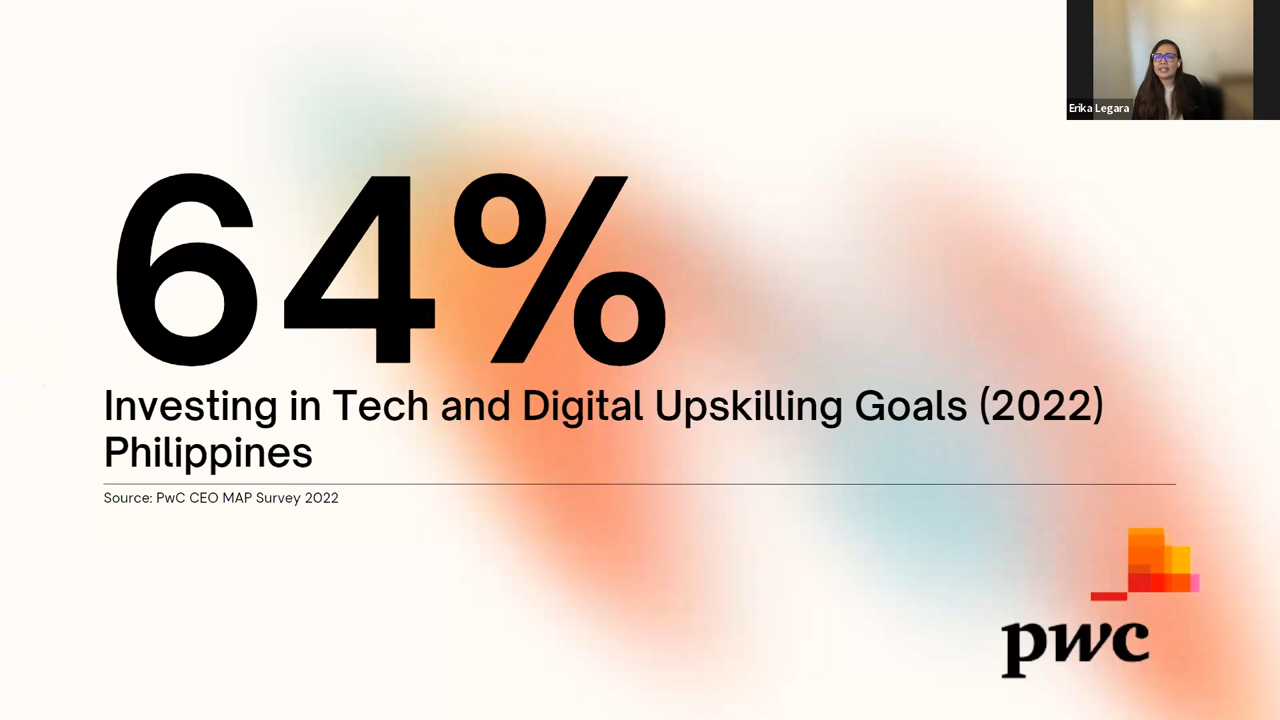 Erika Legara
64%
Investing in Tech and Digital Upskilling Goals (2022)
Philippines
Source: PwC CEO MAP Survey 2022
pwc